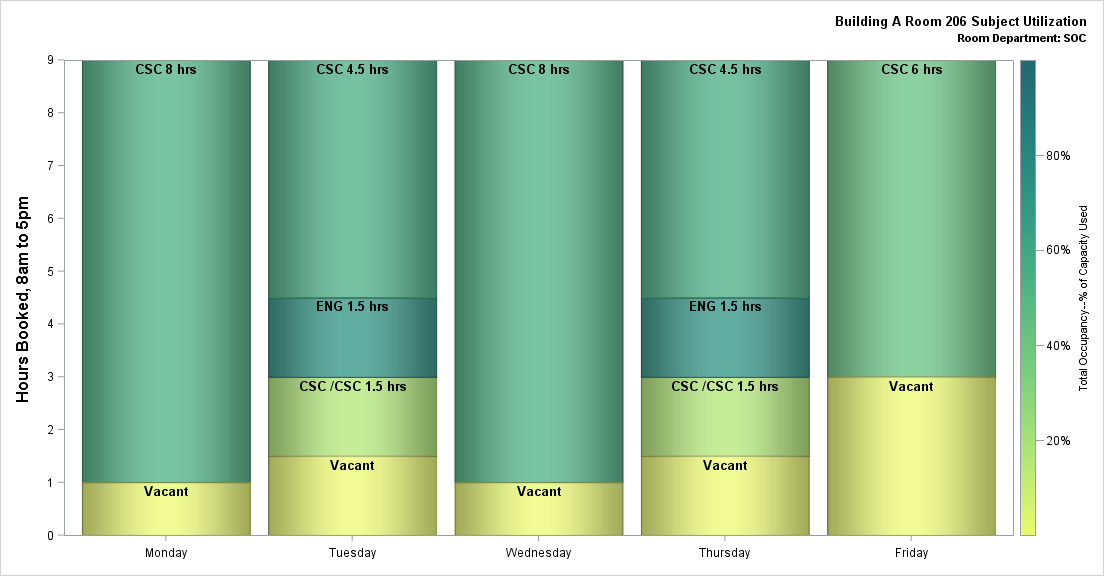 Building A Room 206 Subject Utilization
Room Department: SOC
Hours Booked, 8am to 5pm
9
8
7
6
5
4
3
2
1
0
CSC 8 hrs
Vacant
CSC 4.5 hrs
ENG 1.5 hrs
CSC /CSC 1.5 hrs
Vacant
CSC 8 hrs
Vacant
CSC 4.5 hrs
ENG 1.5 hrs
CSC /CSC 1.5 hrs
Vacant
CSC 6 hrs
Vacant
Monday
Tuesday
Wednesday
Thursday
Friday
80%
60%
40%
20%
Total Occupancy--% of Capacity Used